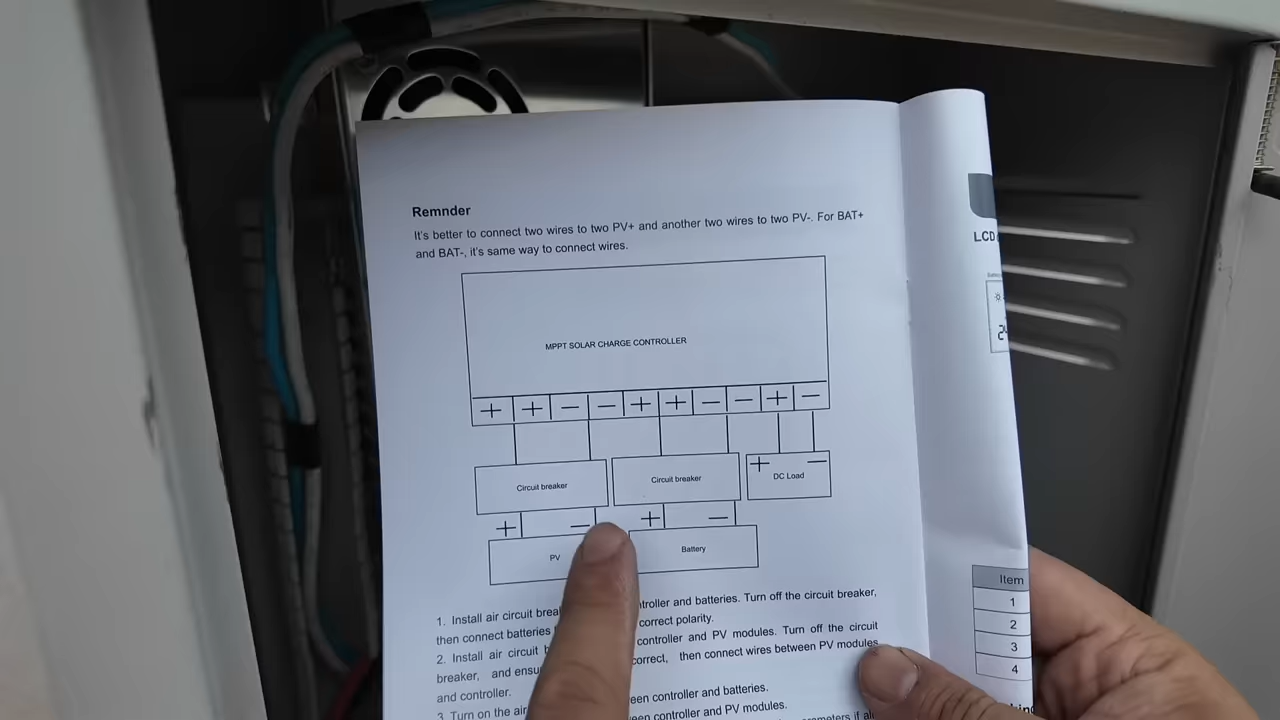 Remnder
It's better to connect two wires to two PV+ and another two wires to two PV-. For BAT+
and BAT-, it's same way to connect wires.
MPPT SOLAR CHARGE CONTROLLER
+ + − − + + − − + −
Circuit breaker
Circuit breaker
+ −
DC Load
+ − + −
PV
Battery
1. Install air circuit and batteries. Turn off the circuit breaker,
then connect batteries correct polarity.
2. Install air circuit controller and PV modules. Turn off the circuit
breaker, and correct, then connect wires between PV modules
and controller.
3. Turn on the air controller and batteries.
controller and PV modules.
LCD
Item
1
2
3
4